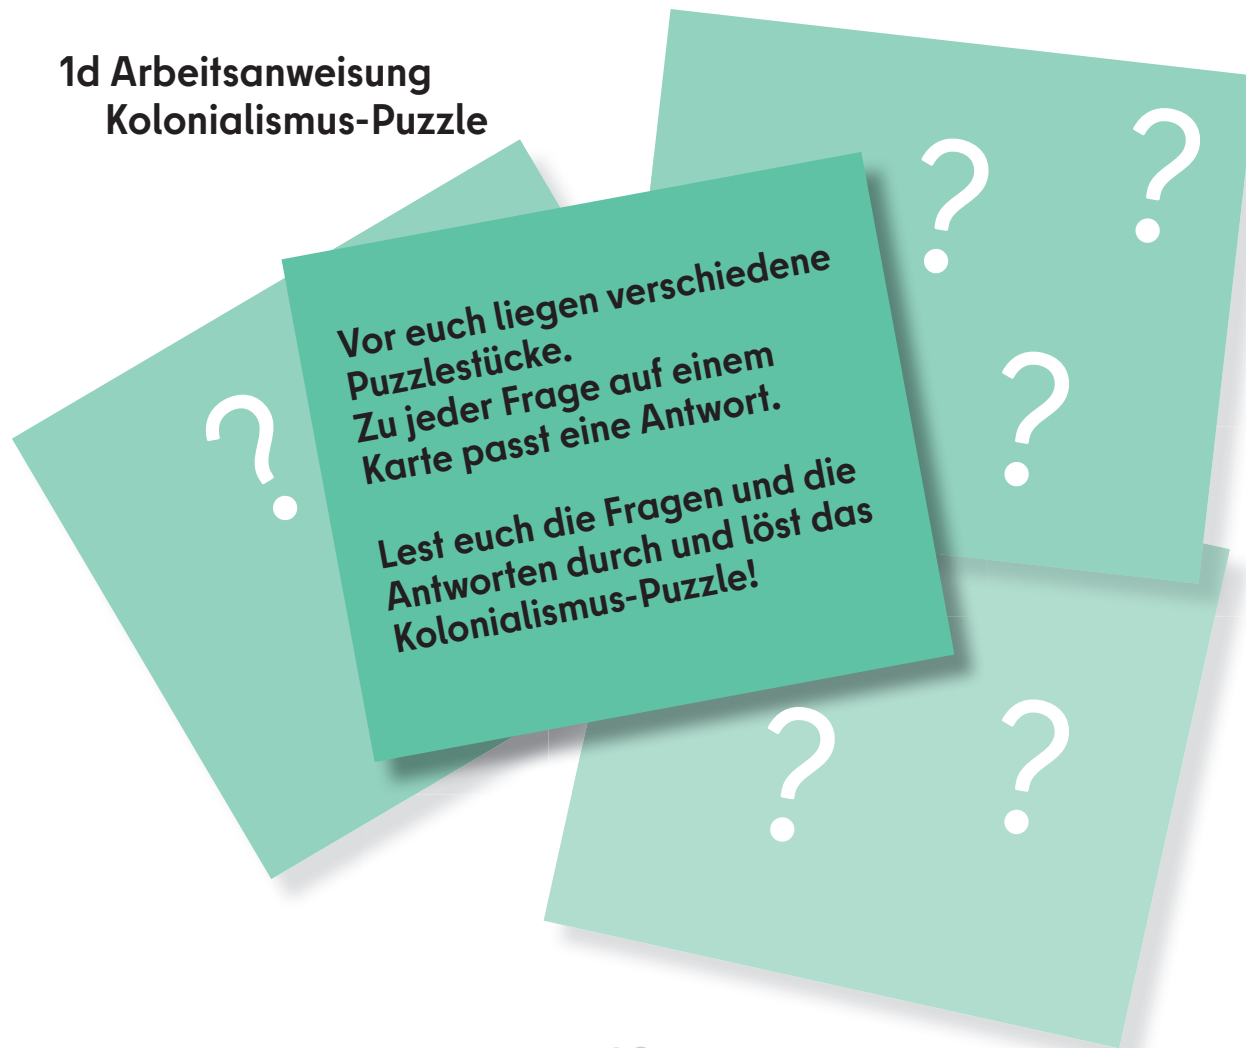 1d Arbeitsanweisung
Kolonialismus-Puzzle
? ?
Vor euch liegen verschiedene
Puzzlestücke.
Zu jeder Frage auf einem
Karte passt eine Antwort.
?
?
Lest euch die Fragen und die
Antworten durch und löst das
Kolonialismus-Puzzle!
? ?